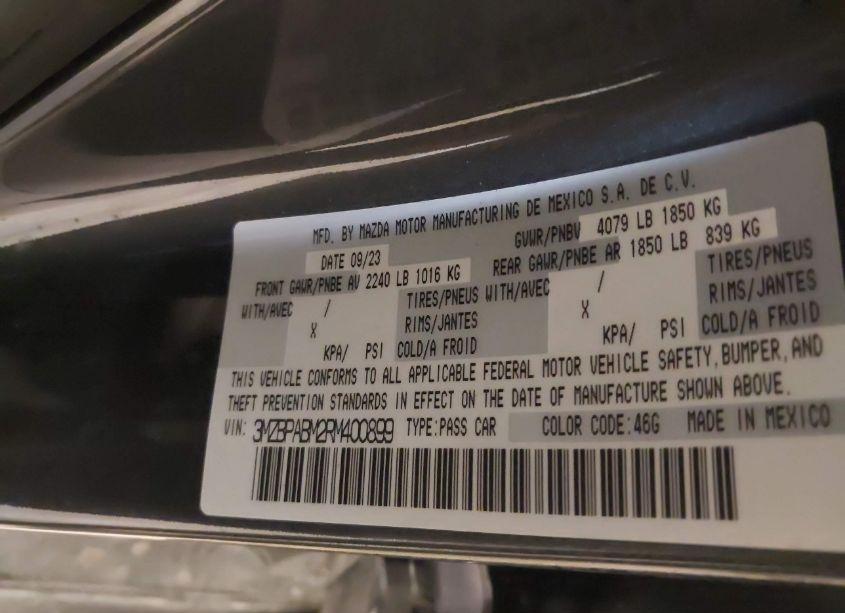 MFD. BY MAZDA MOTOR MANUFACTURING DE MEXICO S.A. DE C.V.
DATE 09/23 GVWR/PNBV 4079 LB 1850 KG
FRONT GAWR/PNBE AV 2240 LB 1016 KG REAR GAWR/PNBE AR 1850 LB 839 KG
WITH/AVEC / TIRES/PNEUS WITH/AVEC / TIRES/PNEUS
X RIMS/JANTES X RIMS/JANTES
KPA/ PSI COLD/A FROID KPA/ PSI COLD/A FROID
THIS VEHICLE CONFORMS TO ALL APPLICABLE FEDERAL MOTOR VEHICLE SAFETY, BUMPER, AND
THEFT PREVENTION STANDARDS IN EFFECT ON THE DATE OF MANUFACTURE SHOWN ABOVE.
VIN: 3MZBPABM2RM400899 TYPE:PASS CAR COLOR CODE:46G MADE IN MEXICO